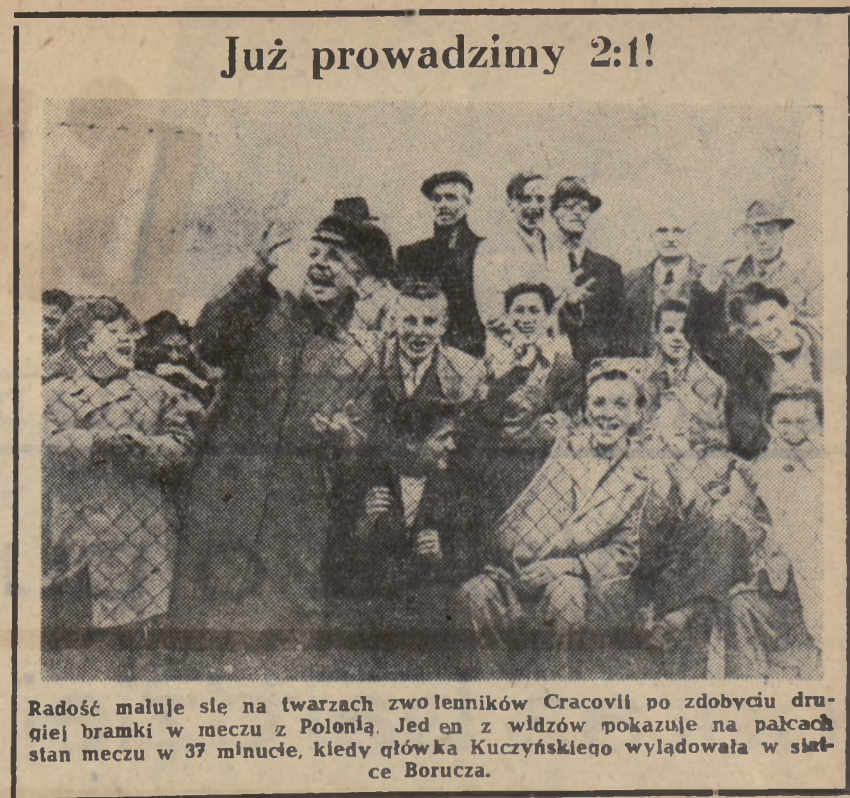 Już prowadzimy 2:1!
Radość maluje się na twarzach zwolenników Cracovii po zdobyciu dru-
giej bramki w meczu z Polonią. Jeden z widzów pokazuje na palcach
stan meczu w 37 minucie, kiedy główka Kuczyńskiego wylądowała w siat-
ce Borucza.